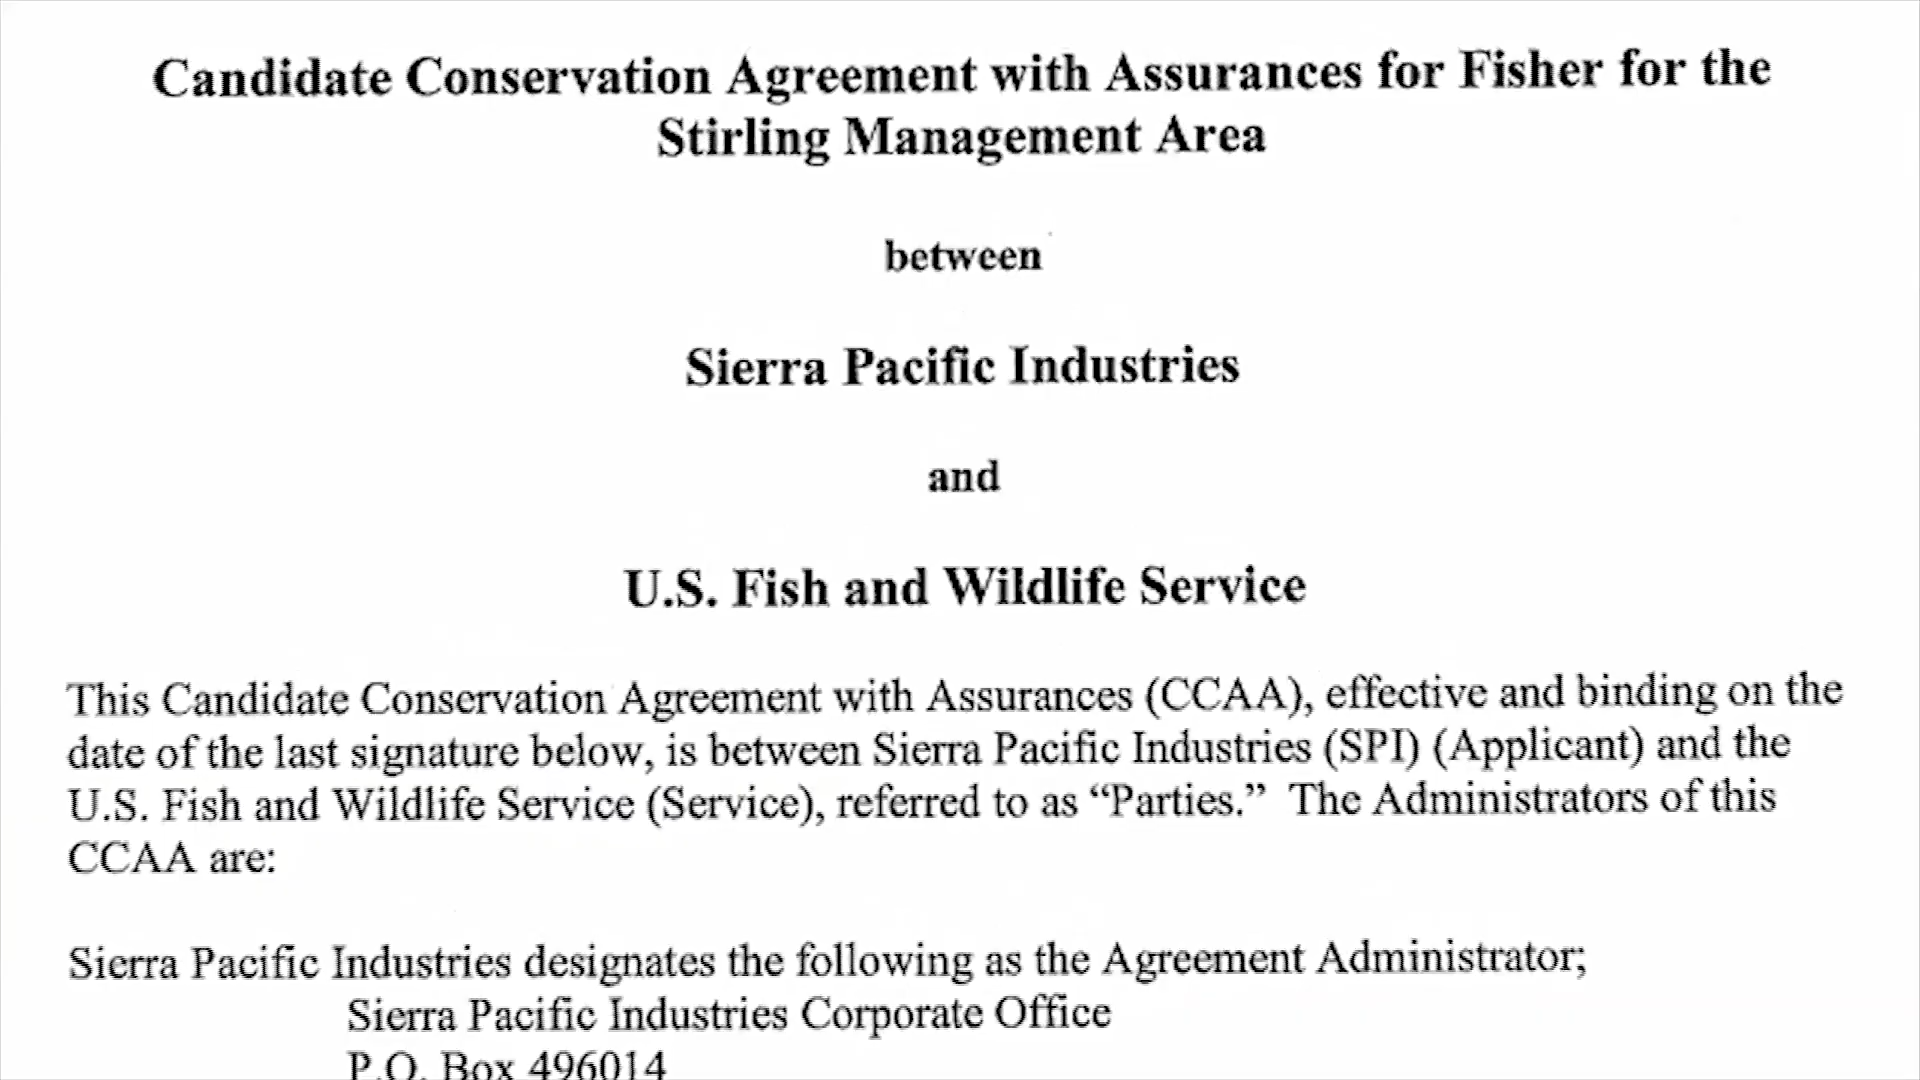 Candidate Conservation Agreement with Assurances for Fisher for the
Stirling Management Area
between
Sierra Pacific Industries
and
U.S. Fish and Wildlife Service
This Candidate Conservation Agreement with Assurances (CCAA), effective and binding on the
date of the last signature below, is between Sierra Pacific Industries (SPI) (Applicant) and the
U.S. Fish and Wildlife Service (Service), referred to as “Parties.” The Administrators of this
CCAA are:
Sierra Pacific Industries designates the following as the Agreement Administrator;
Sierra Pacific Industries Corporate Office
P.O. Box 496014